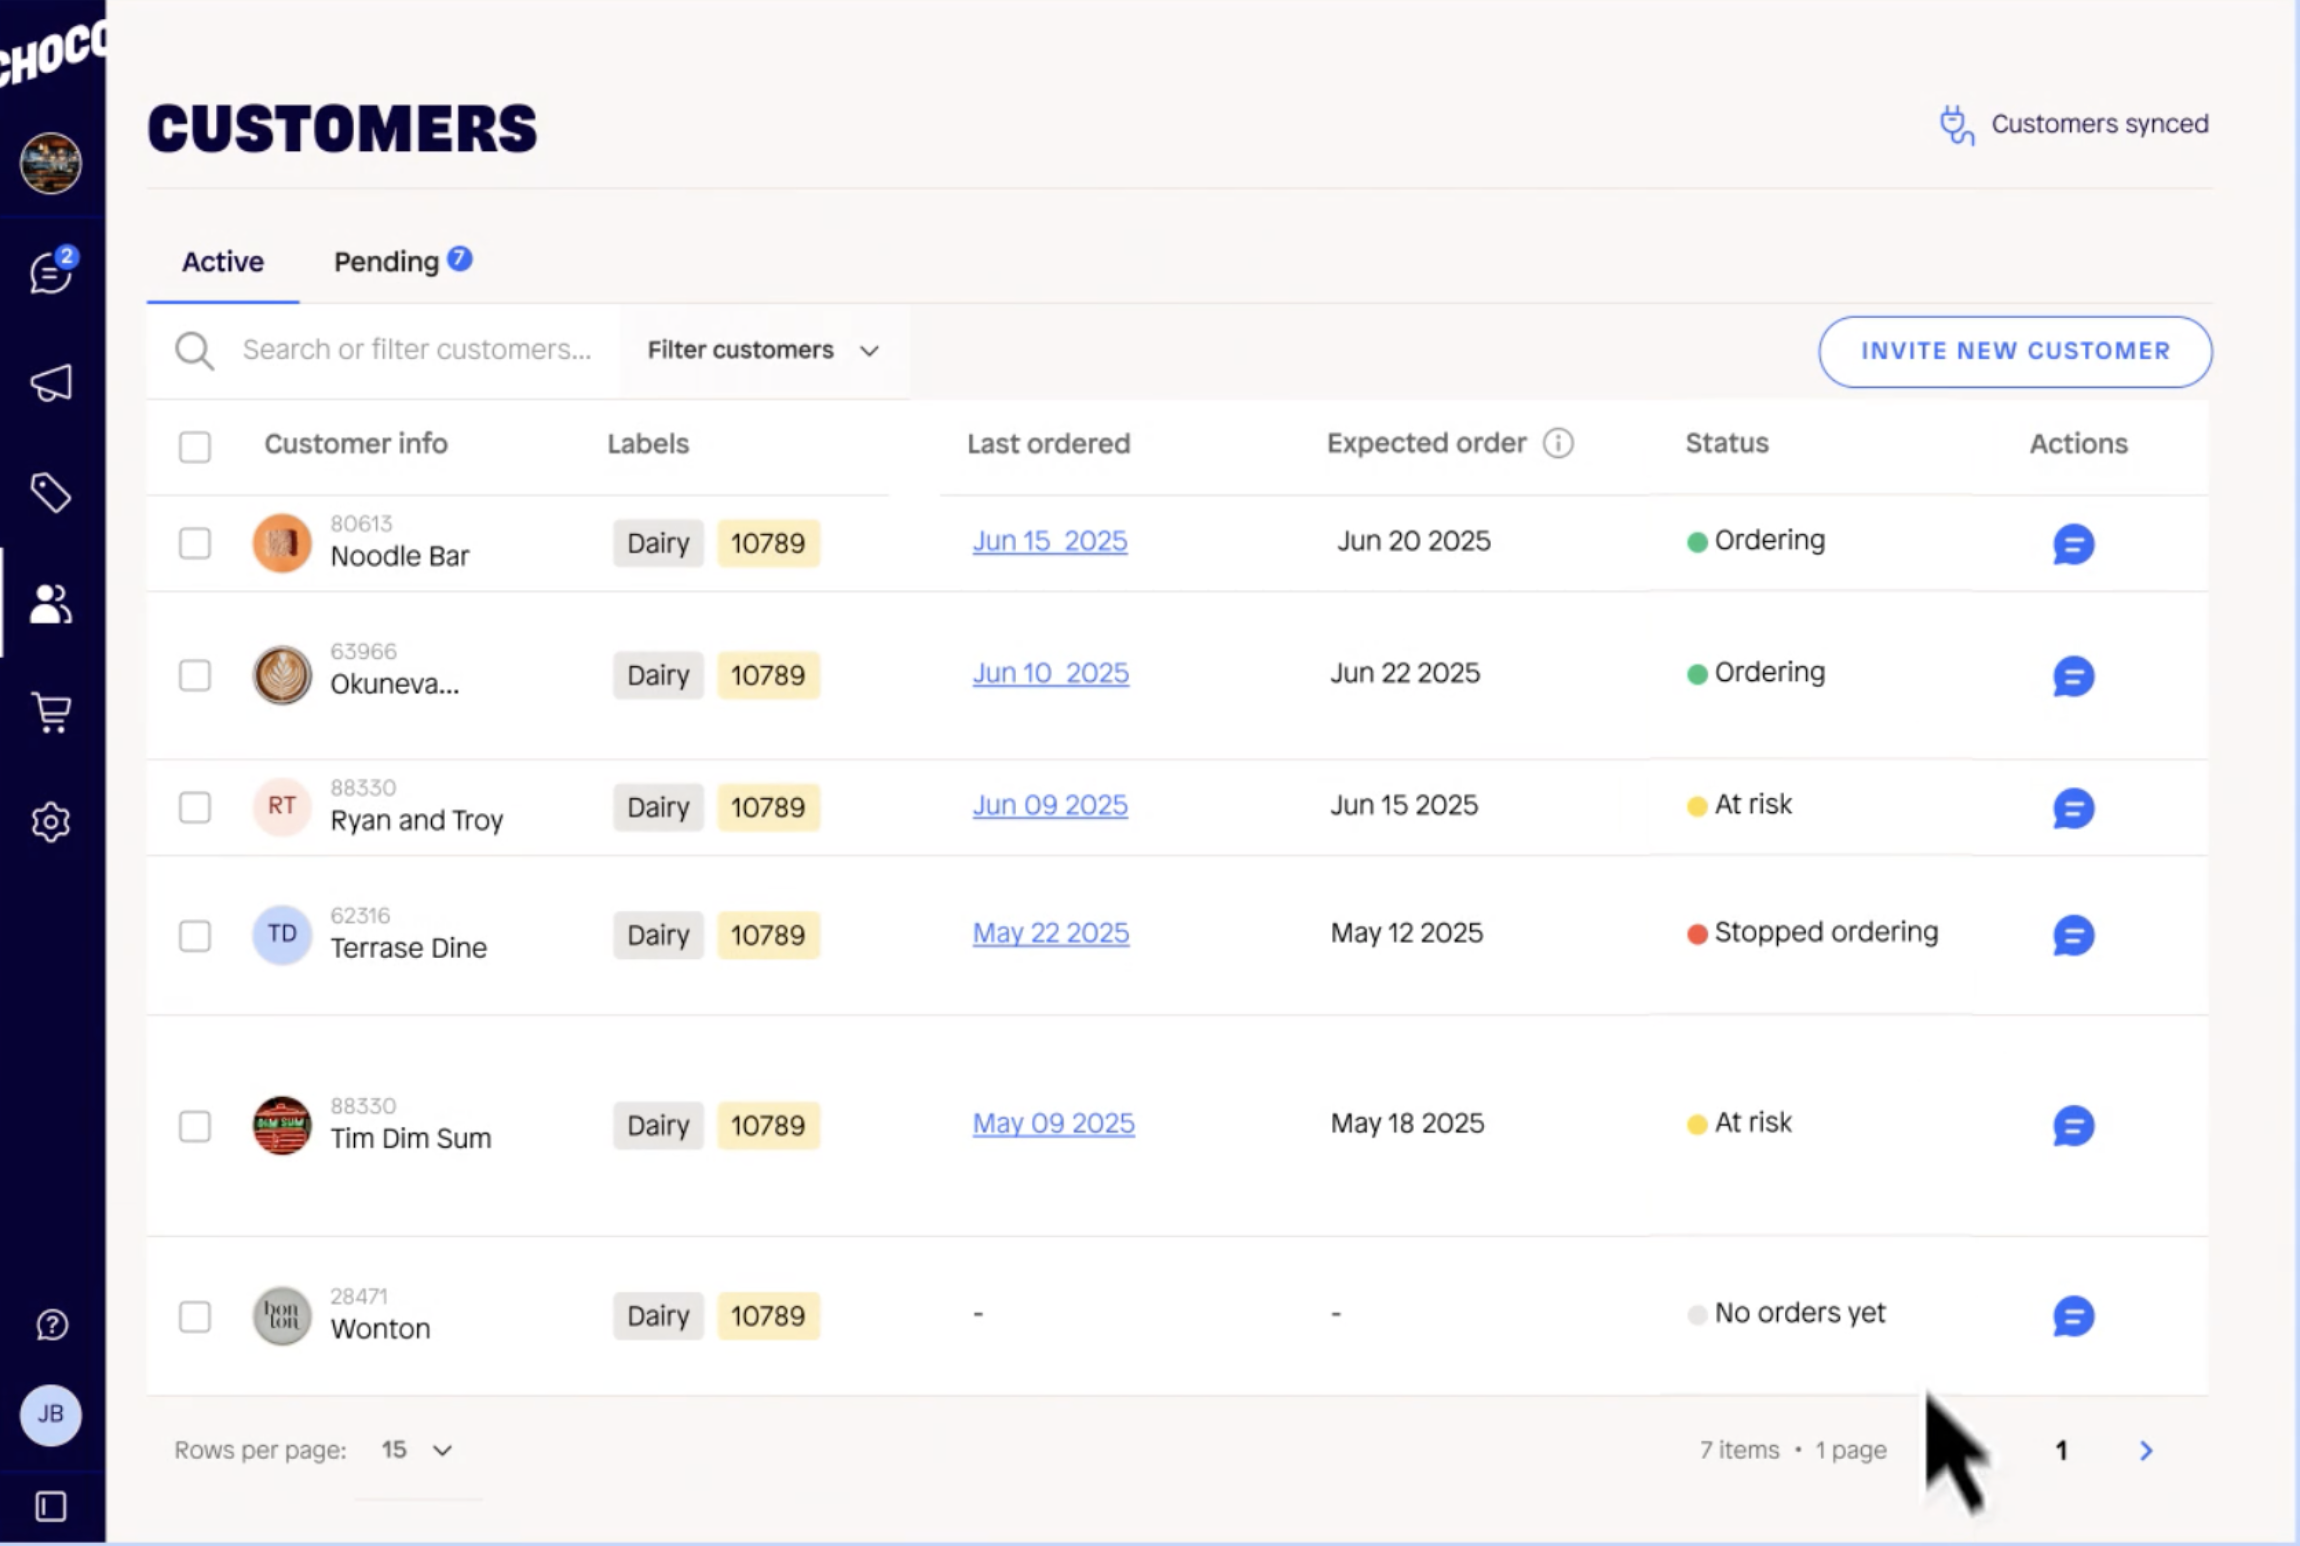 CHOCO
CUSTOMERS
Customers synced
2
Active
Pending 7
Search or filter customers...
Filter customers
INVITE NEW CUSTOMER
Customer info Labels Last ordered Expected order Status Actions
80613
Noodle Bar
Dairy 10789 Jun 15 2025 Jun 20 2025 Ordering
63966
Okuneva...
Dairy 10789 Jun 10 2025 Jun 22 2025 Ordering
RT
88330
Ryan and Troy
Dairy 10789 Jun 09 2025 Jun 15 2025 At risk
TD
62316
Terrase Dine
Dairy 10789 May 22 2025 May 12 2025 Stopped ordering
DIM SUM
88330
Tim Dim Sum
Dairy 10789 May 09 2025 May 18 2025 At risk
hon
ton
28471
Wonton
Dairy 10789 - - No orders yet
JB
Rows per page: 15
7 items • 1 page
1